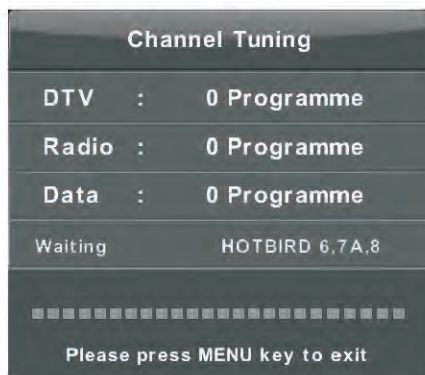 Channel Tuning
DTV : 0 Programme
Radio : 0 Programme
Data : 0 Programme
Waiting HOTBIRD 6,7A,8
Please press MENU key to exit